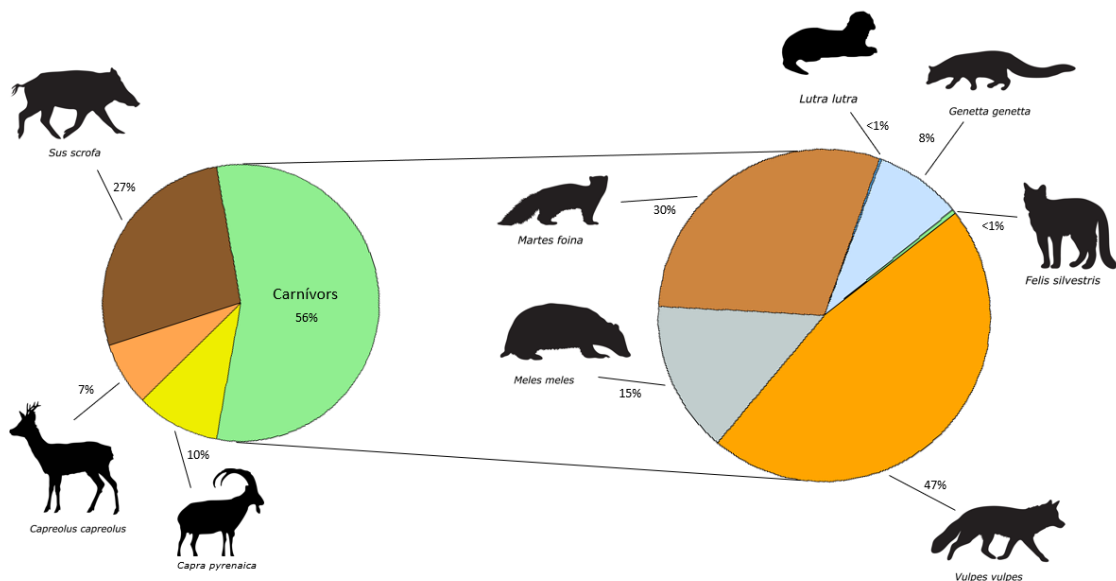 Lutra lutra
<1%
Genetta genetta
8%
Sus scrofa
27%
Martes foina
30%
Felis silvestris
<1%
Carnívors
56%
Meles meles
15%
Capreolus capreolus
7%
Capra pyrenaica
10%
Vulpes vulpes
47%